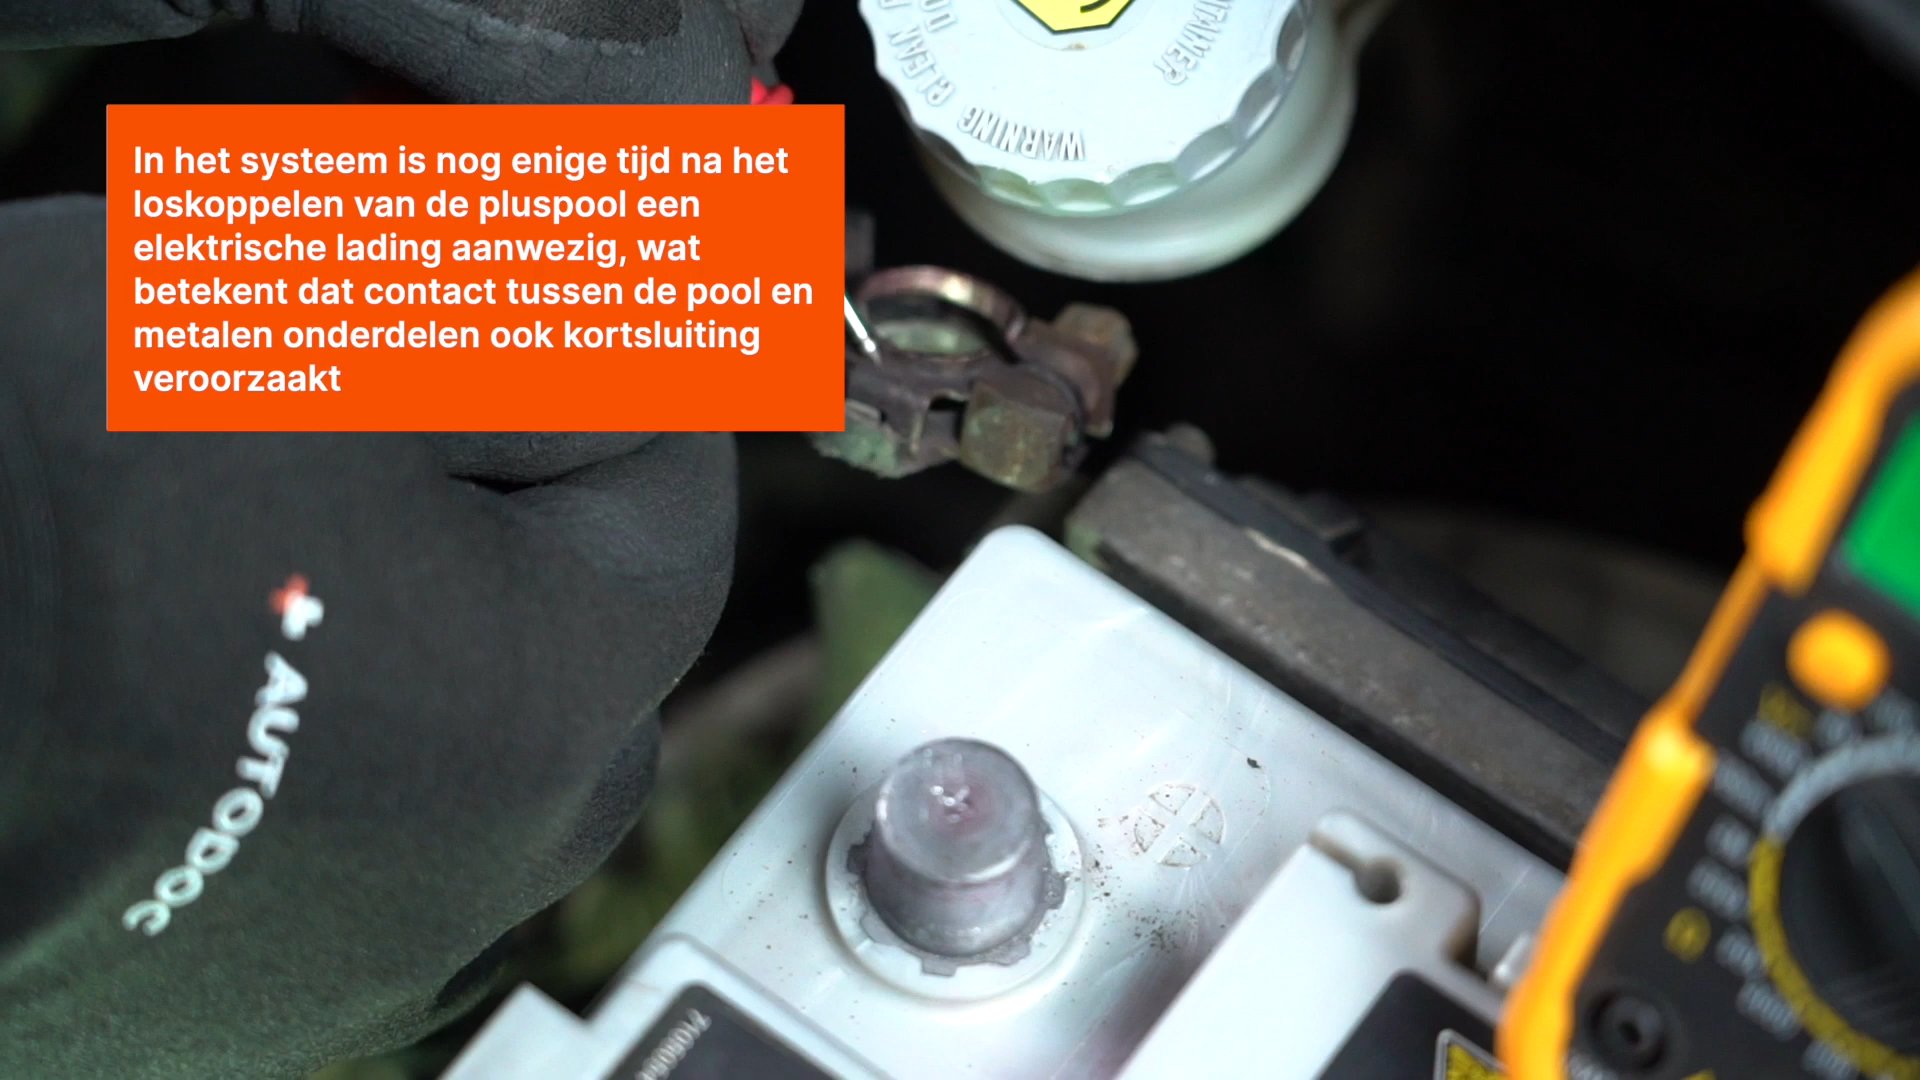 In het systeem is nog enige tijd na het
loskoppelen van de pluspool een
elektrische lading aanwezig, wat
betekent dat contact tussen de pool en
metalen onderdelen ook kortsluiting
veroorzaakt
WARNING CLEAN
AUTODOC